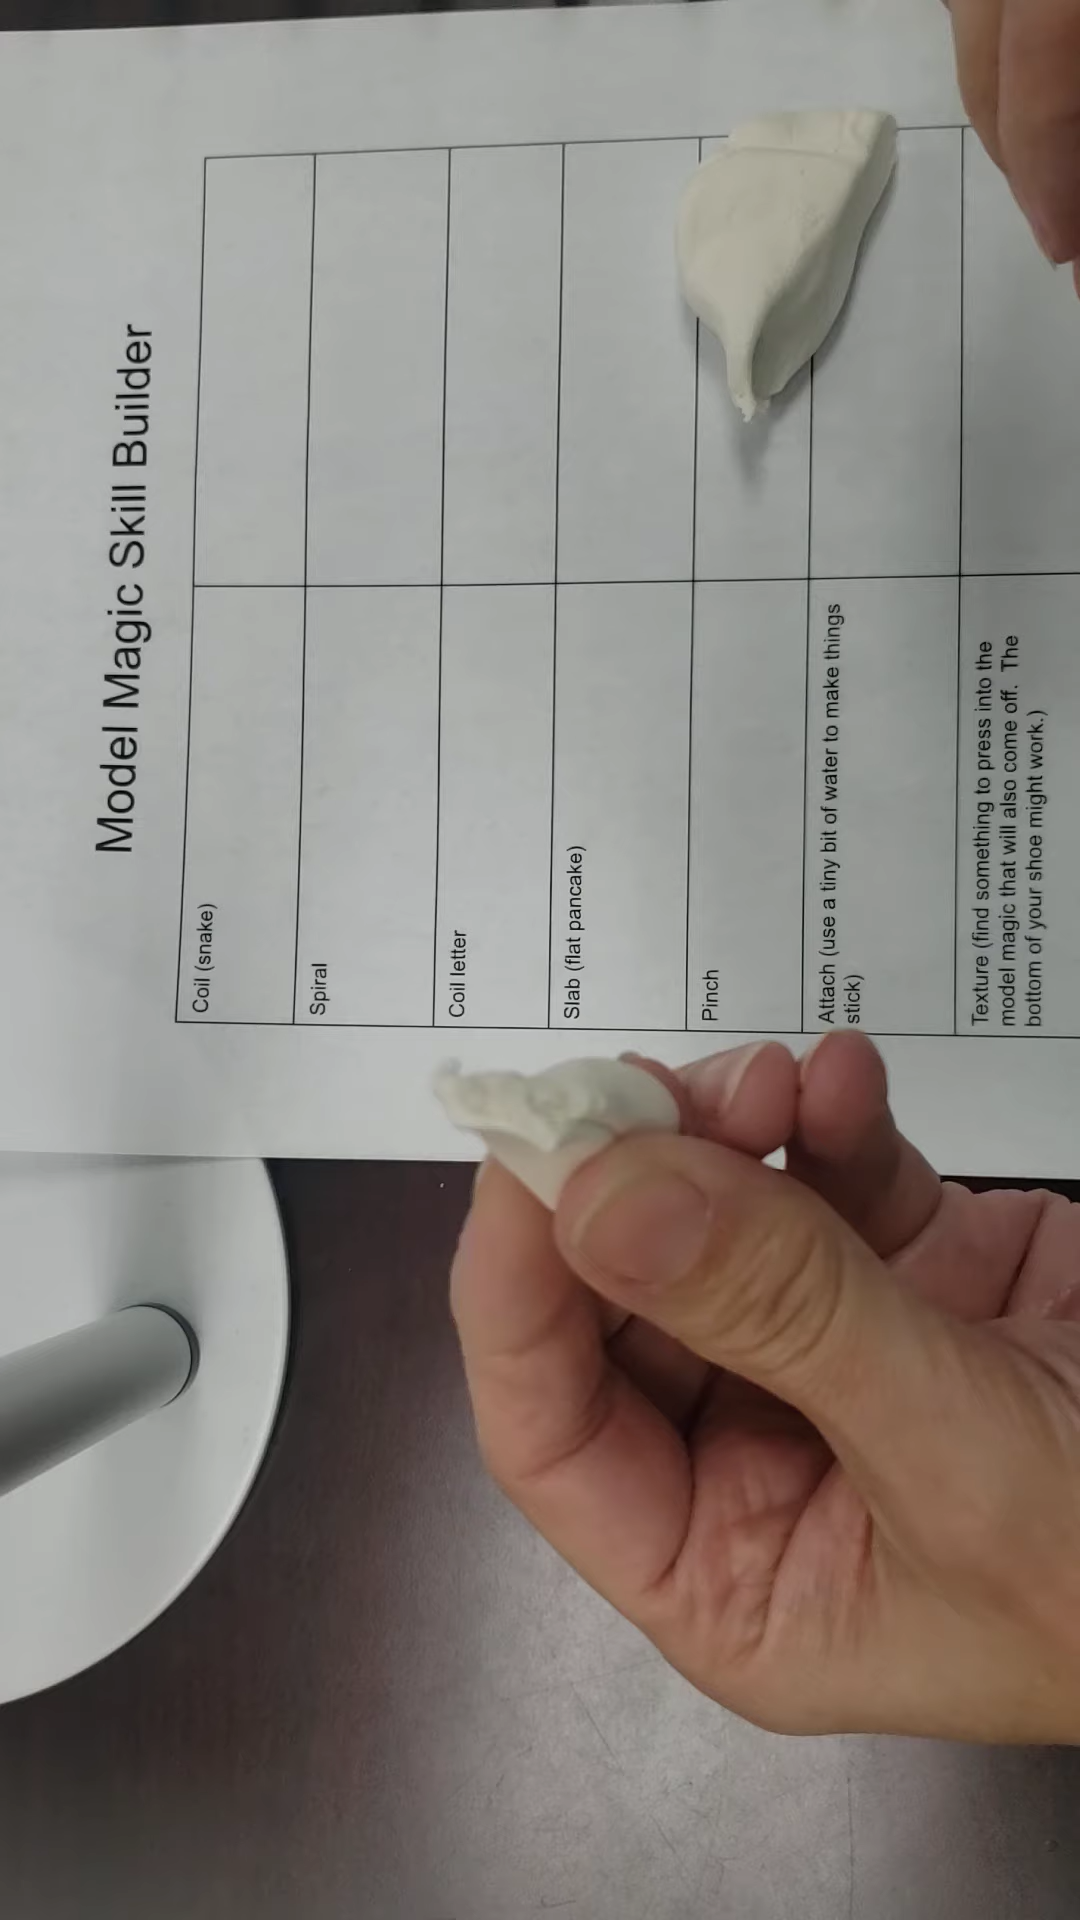 Model Magic Skill Builder
Coil (snake)
Spiral
Coil letter
Slab (flat pancake)
Pinch
Attach (use a tiny bit of water to make things
stick)
Texture (find something to press into the
model magic that will also come off.  The
bottom of your shoe might work.)